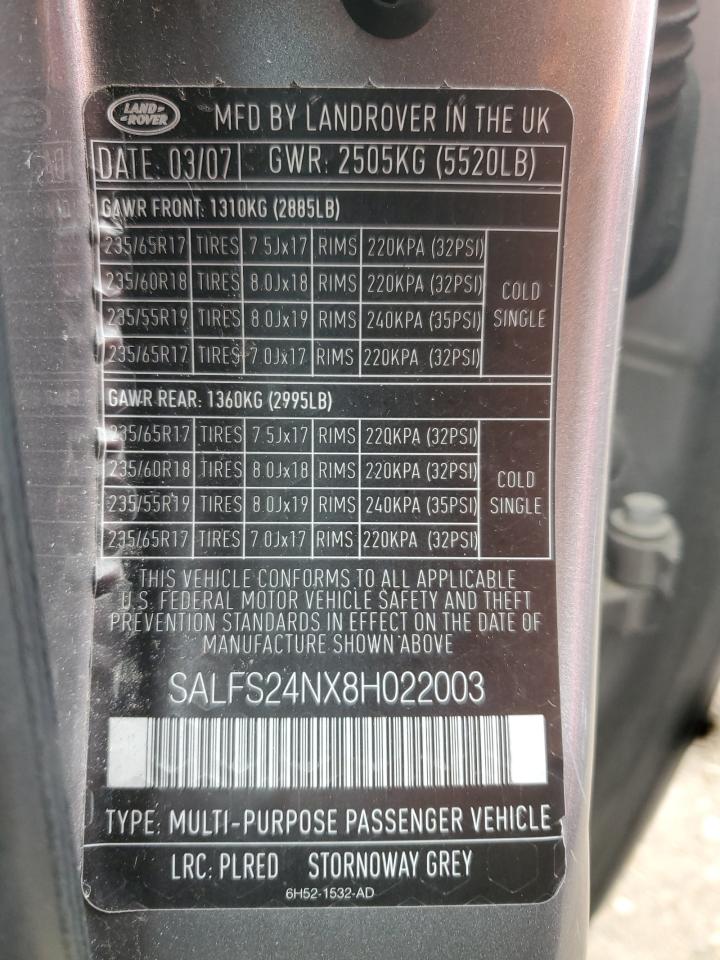 LAND-
-ROVER
MFD BY LANDROVER IN THE UK
DATE: 03/07 GWR: 2505KG (5520LB)
GAWR FRONT: 1310KG (2885LB)
235/65R17 TIRES 7.5Jx17 RIMS 220KPA (32PSI)
235/60R18 TIRES 8.0Jx18 RIMS 220KPA (32PSI)
235/55R19 TIRES 8.0Jx19 RIMS 240KPA (35PSI)
235/65R17 TIRES 7.0Jx17 RIMS 220KPA (32PSI)
COLD
SINGLE
GAWR REAR: 1360KG (2995LB)
235/65R17 TIRES 7.5Jx17 RIMS 220KPA (32PSI)
235/60R18 TIRES 8.0Jx18 RIMS 220KPA (32PSI)
235/55R19 TIRES 8.0Jx19 RIMS 240KPA (35PSI)
235/65R17 TIRES 7.0Jx17 RIMS 220KPA (32PSI)
COLD
SINGLE
THIS VEHICLE CONFORMS TO ALL APPLICABLE
U.S. FEDERAL MOTOR VEHICLE SAFETY AND THEFT
PREVENTION STANDARDS IN EFFECT ON THE DATE OF
MANUFACTURE SHOWN ABOVE
SALFS24NX8H022003
TYPE: MULTI-PURPOSE PASSENGER VEHICLE
LRC: PLRED STORNOWAY GREY
6H52-1532-AD